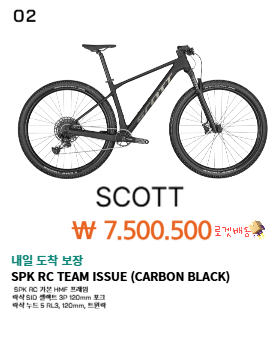 02
SCOTT
SCOTT
₩ 7.500.500 로켓배송
내일 도착 보장
SPK RC TEAM ISSUE (CARBON BLACK)
SPK RC 카본 HMF 프레임
락샥 SID 셀렉트 3P 120mm 포크
락샥 누드 5 RL3, 120mm, 트윈락